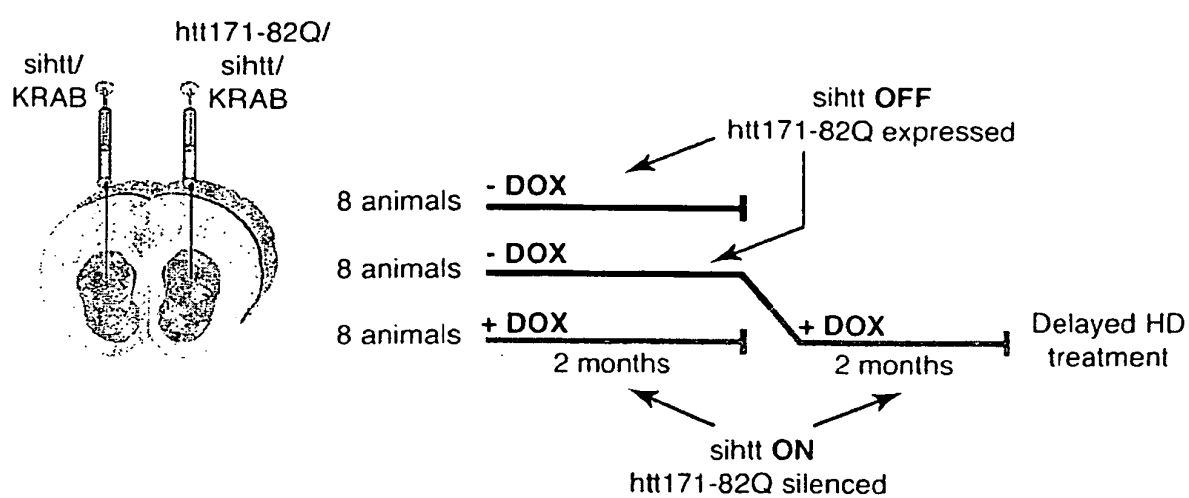 htt171-82Q/
sihtt/
KRAB
sihtt/
KRAB
sihtt OFF
htt171-82Q expressed
8 animals - DOX
8 animals - DOX
8 animals + DOX
2 months
+ DOX
2 months
Delayed HD
treatment
sihtt ON
htt171-82Q silenced